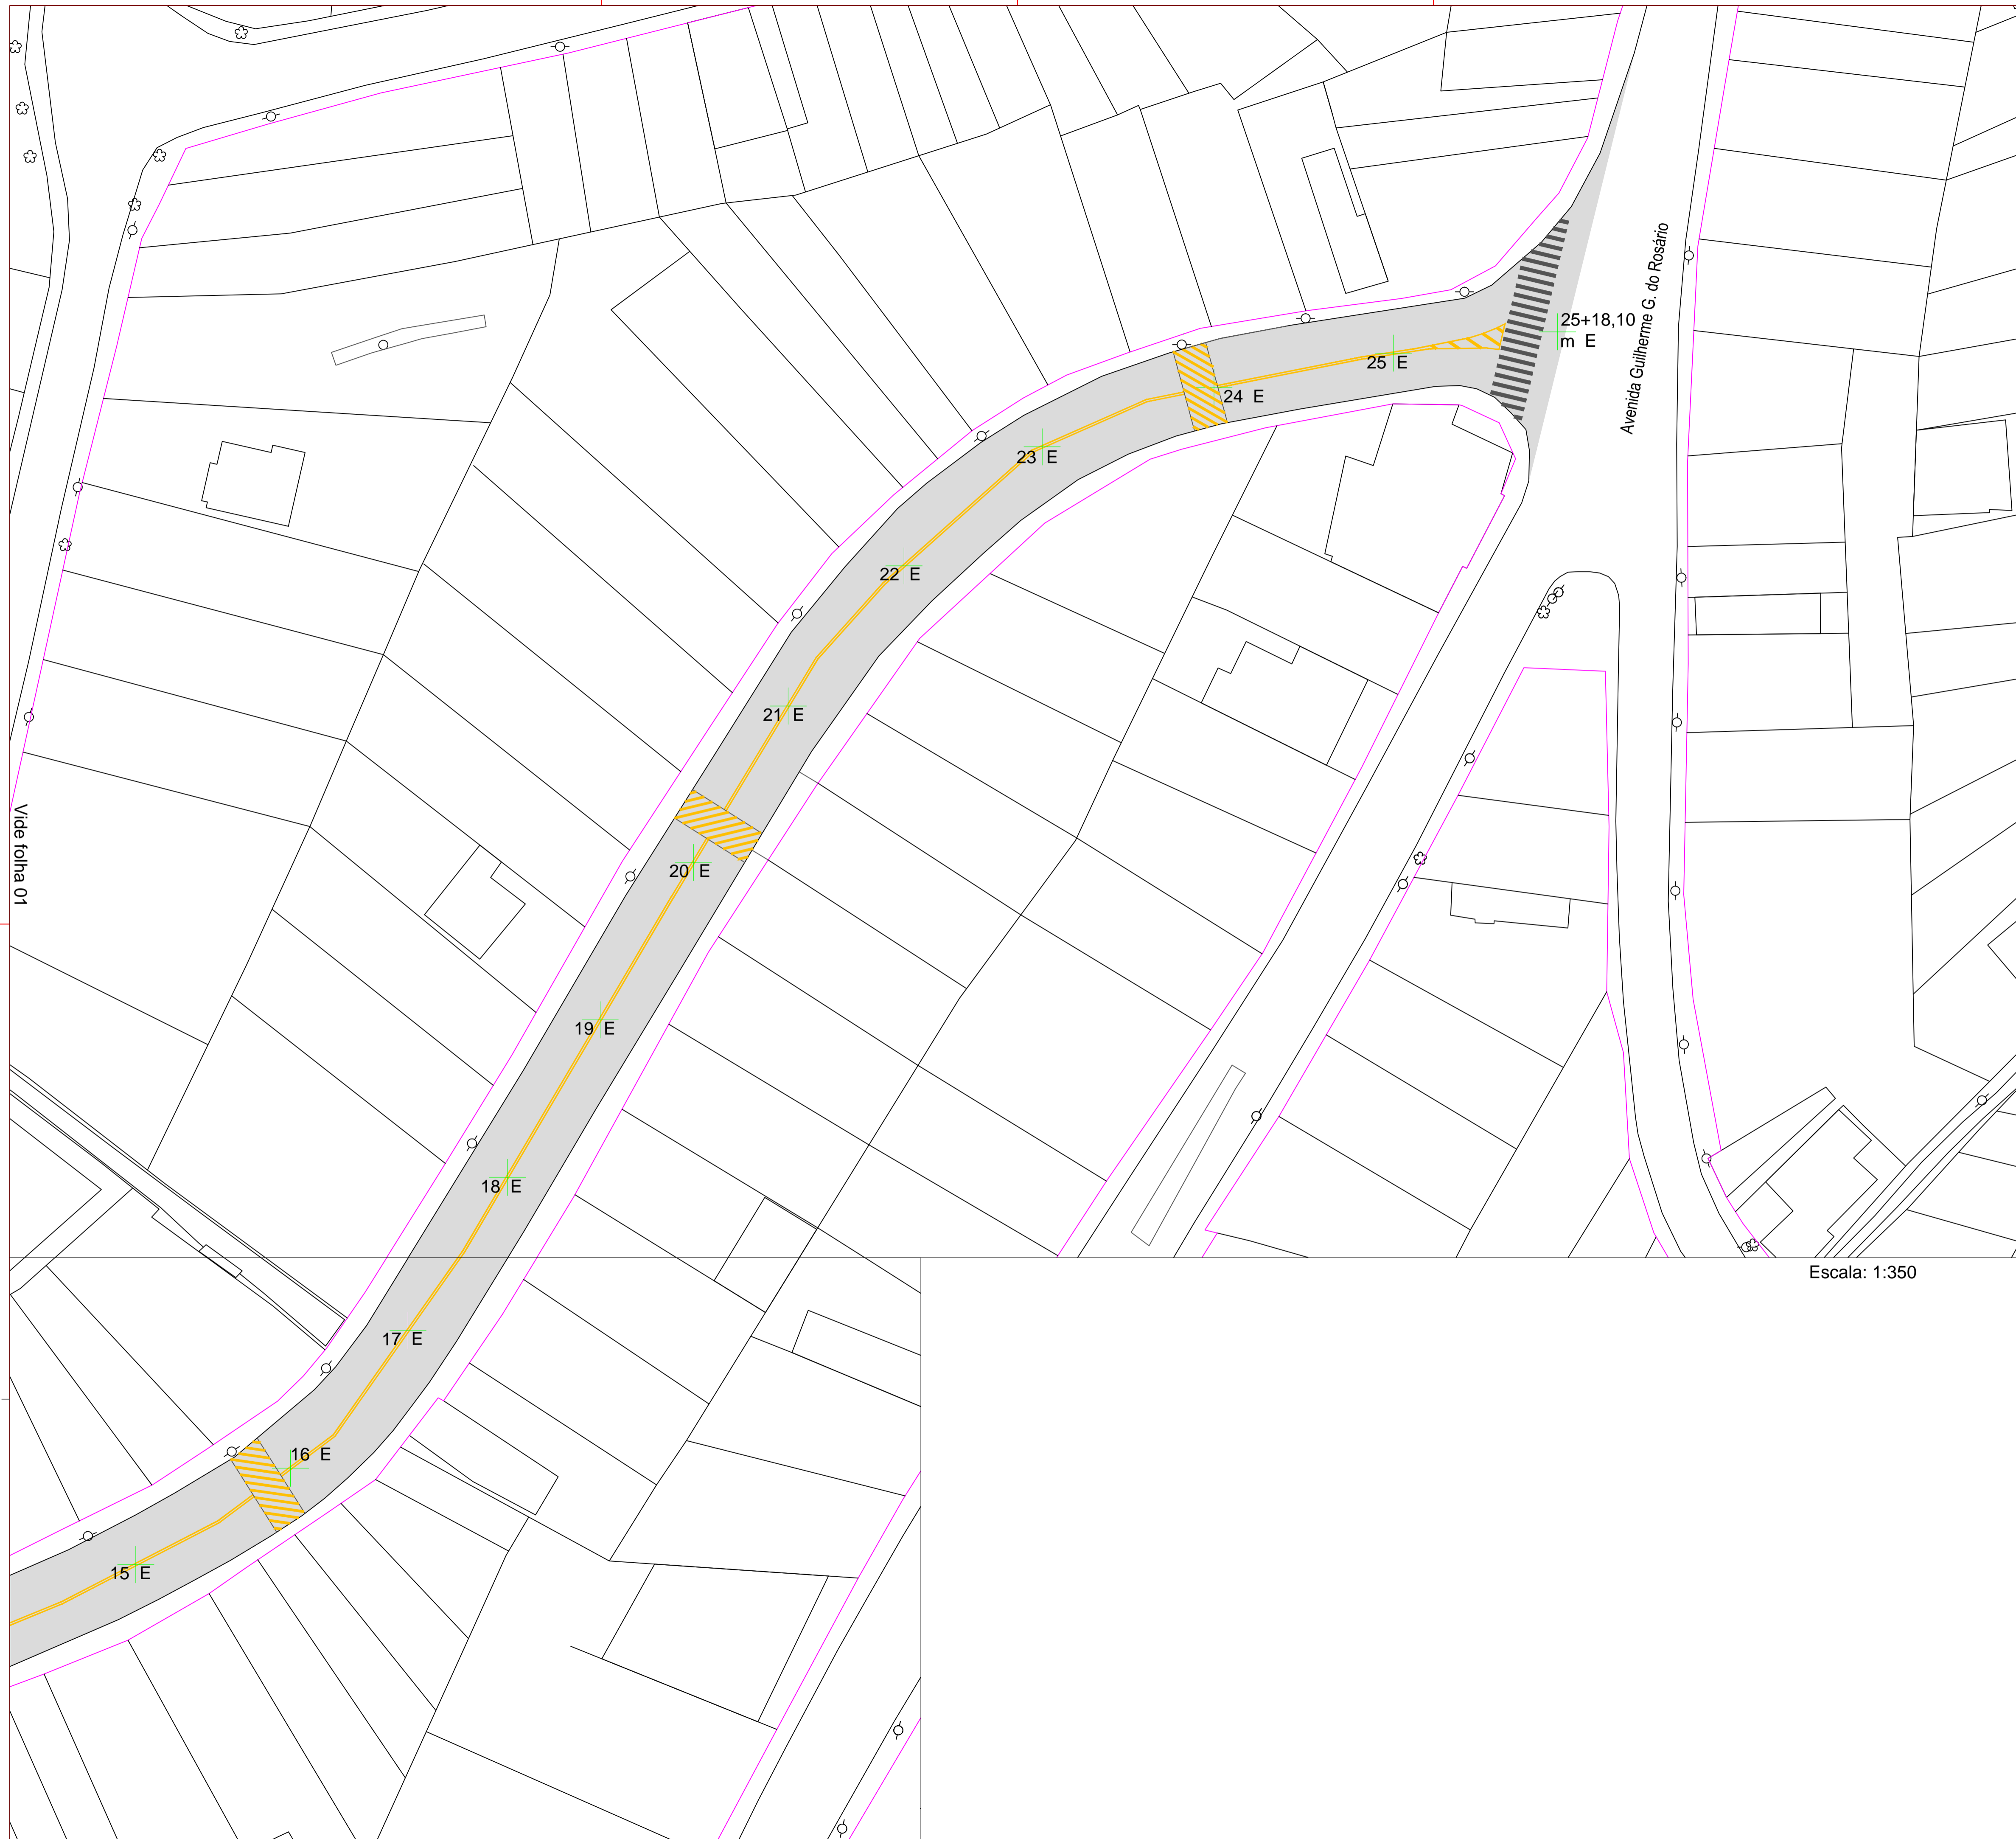 Avenida Guilherme G. do Rosário
25+18,10
m E
25 E
24 E
23 E
22 E
21 E
20 E
Vide folha 01
19 E
18 E
Escala: 1:350
17 E
16 E
15 E